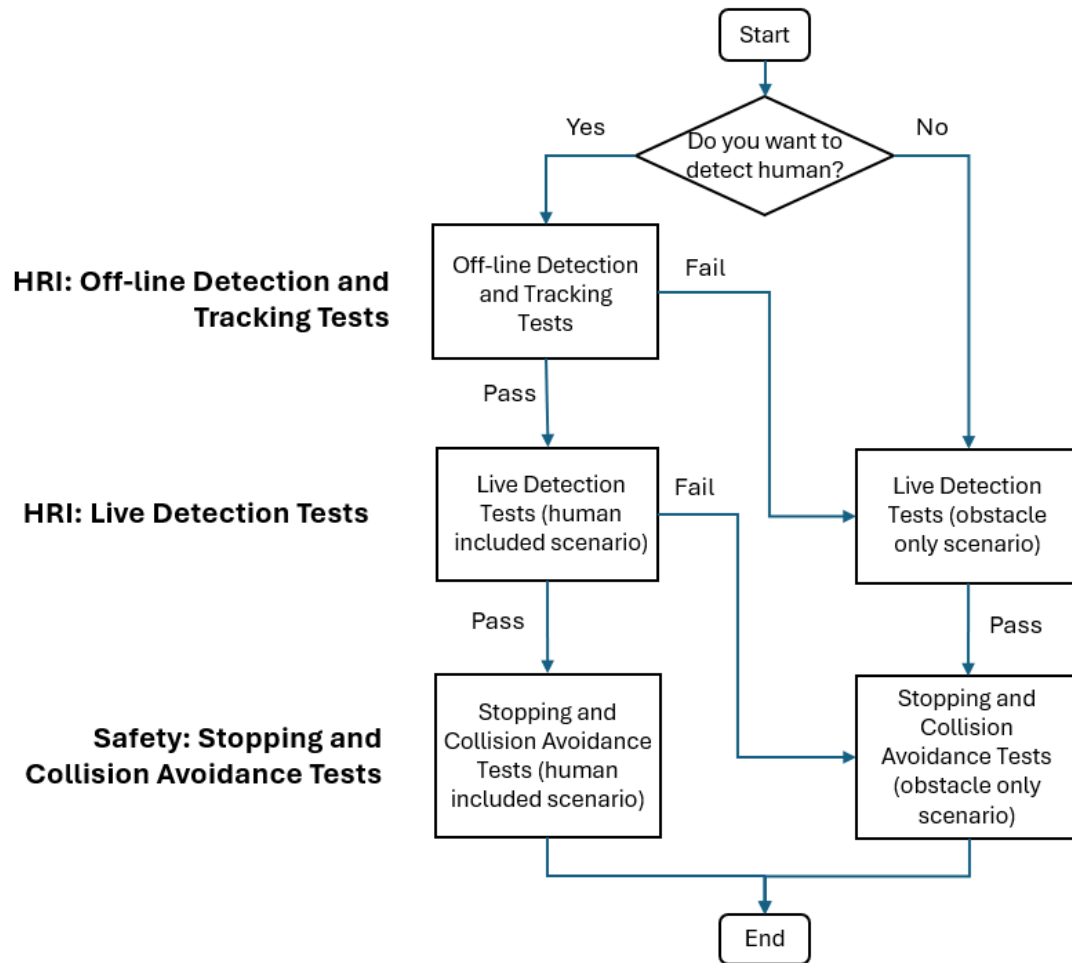 Start
Yes
No
Do you want to
detect human?
HRI: Off-line Detection and
Tracking Tests
Off-line Detection
and Tracking
Tests
Fail
Pass
HRI: Live Detection Tests
Live Detection
Tests (human
included scenario)
Fail
Live Detection
Tests (obstacle
only scenario)
Pass
Pass
Safety: Stopping and
Collision Avoidance Tests
Stopping and
Collision Avoidance
Tests (human
included scenario)
Stopping and
Collision
Avoidance Tests
(obstacle only
scenario)
End